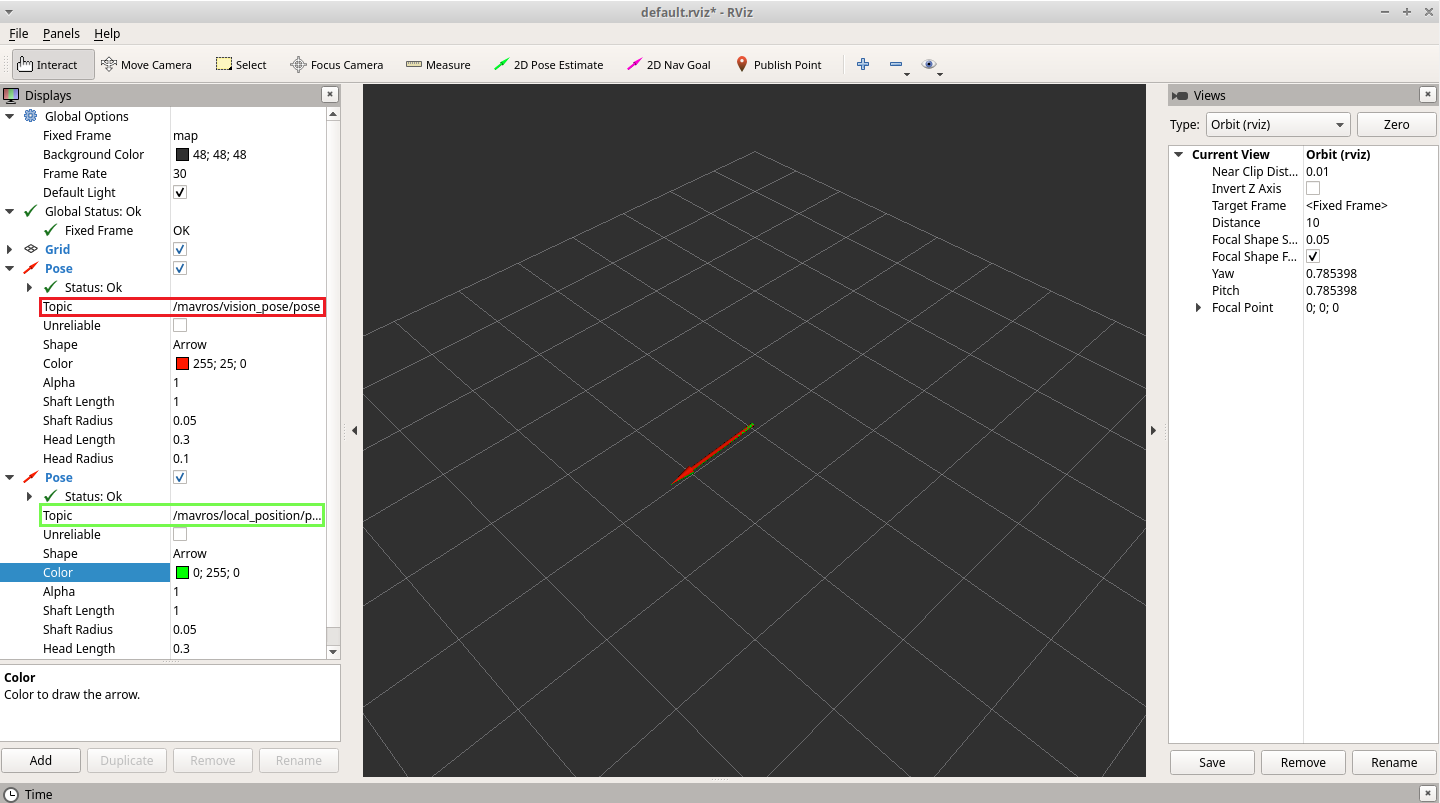 default.rviz* - RViz
File Panels Help
Interact Move Camera Select Focus Camera Measure 2D Pose Estimate 2D Nav Goal Publish Point
Displays
Global Options
Fixed Frame map
Background Color 48; 48; 48
Frame Rate 30
Default Light
Global Status: Ok
Fixed Frame OK
Grid
Pose
Status: Ok
Topic /mavros/vision_pose/pose
Unreliable
Shape Arrow
Color 255; 25; 0
Alpha 1
Shaft Length 1
Shaft Radius 0.05
Head Length 0.3
Head Radius 0.1
Pose
Status: Ok
Topic /mavros/local_position/p...
Unreliable
Shape Arrow
Color 0; 255; 0
Alpha 1
Shaft Length 1
Shaft Radius 0.05
Head Length 0.3
Color
Color to draw the arrow.
Add Duplicate Remove Rename
Views
Type: Orbit (rviz) Zero
Current View Orbit (rviz)
Near Clip Dist... 0.01
Invert Z Axis
Target Frame <Fixed Frame>
Distance 10
Focal Shape S... 0.05
Focal Shape F...
Yaw 0.785398
Pitch 0.785398
Focal Point 0; 0; 0
Save Remove Rename
Time